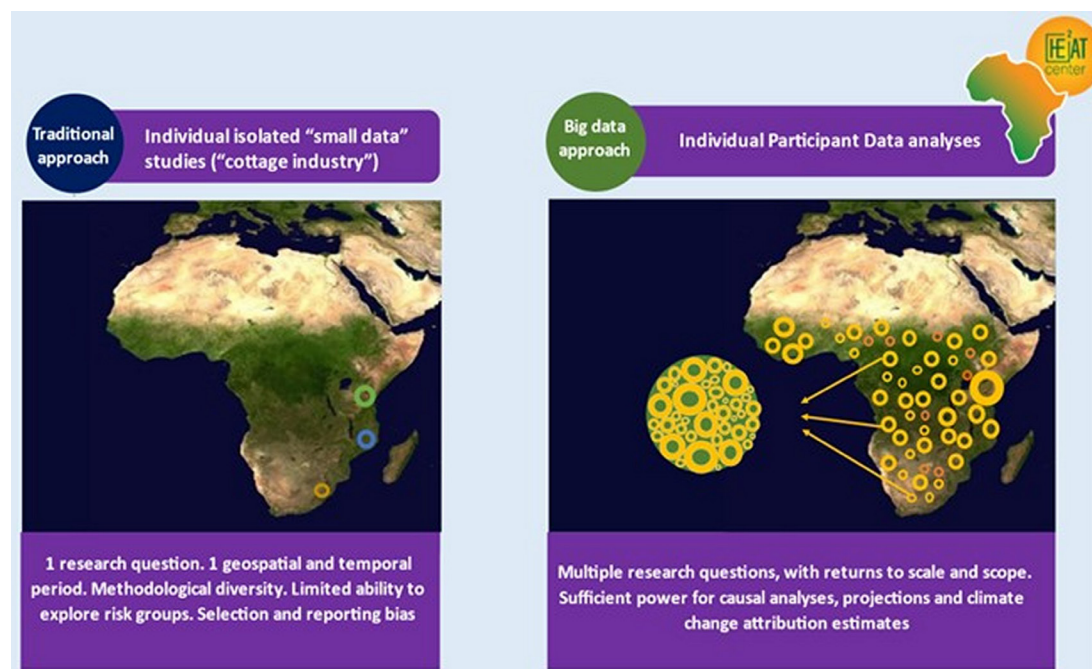 HE²AT
center
Traditional
approach
Individual isolated “small data”
studies (“cottage industry”)
Big data
approach
Individual Participant Data analyses
1 research question. 1 geospatial and temporal
period. Methodological diversity. Limited ability to
explore risk groups. Selection and reporting bias
Multiple research questions, with returns to scale and scope.
Sufficient power for causal analyses, projections and climate
change attribution estimates